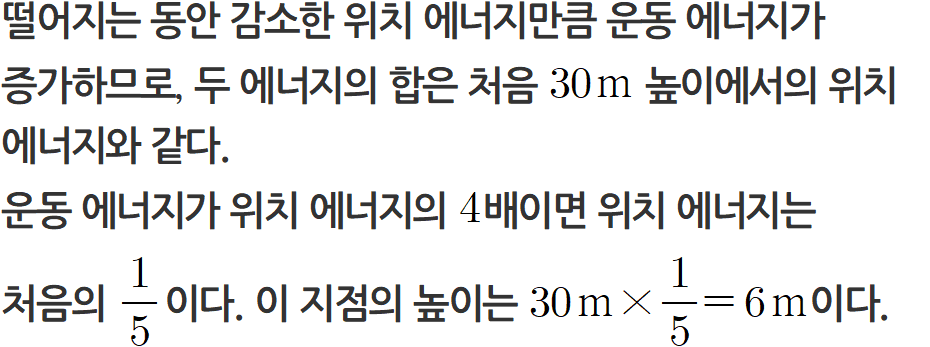 떨어지는 동안 감소한 위치 에너지만큼 운동 에너지가
증가하므로, 두 에너지의 합은 처음 30 m 높이에서의 위치
에너지와 같다.
운동 에너지가 위치 에너지의 4배이면 위치 에너지는
처음의 1/5 이다. 이 지점의 높이는 30 m × 1/5 = 6 m이다.